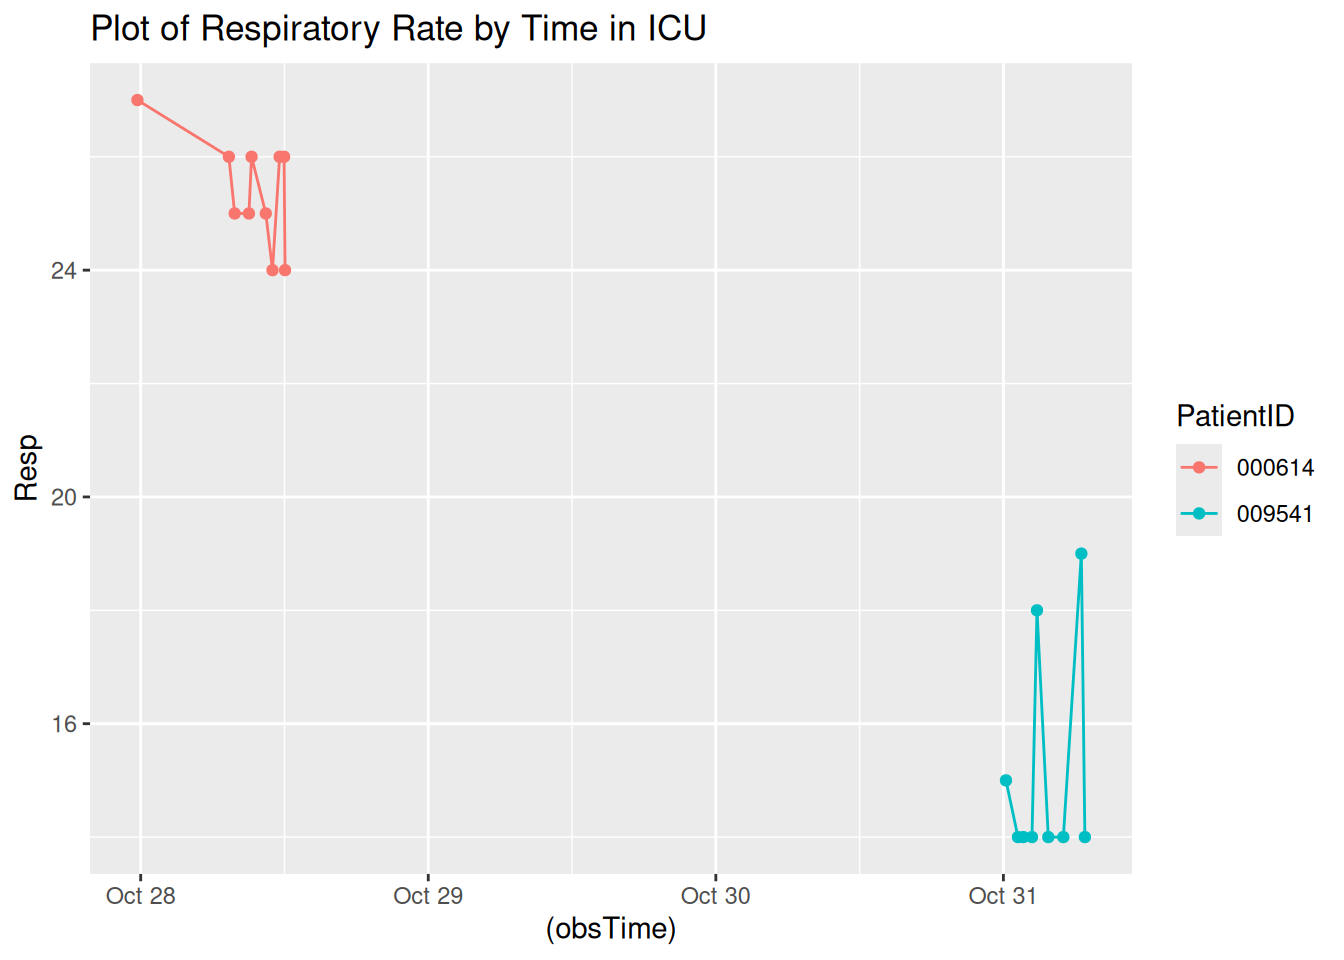 Plot of Respiratory Rate by Time in ICU
24
20
16
Resp
Oct 28
Oct 29
Oct 30
Oct 31
(obsTime)
PatientID
000614
009541